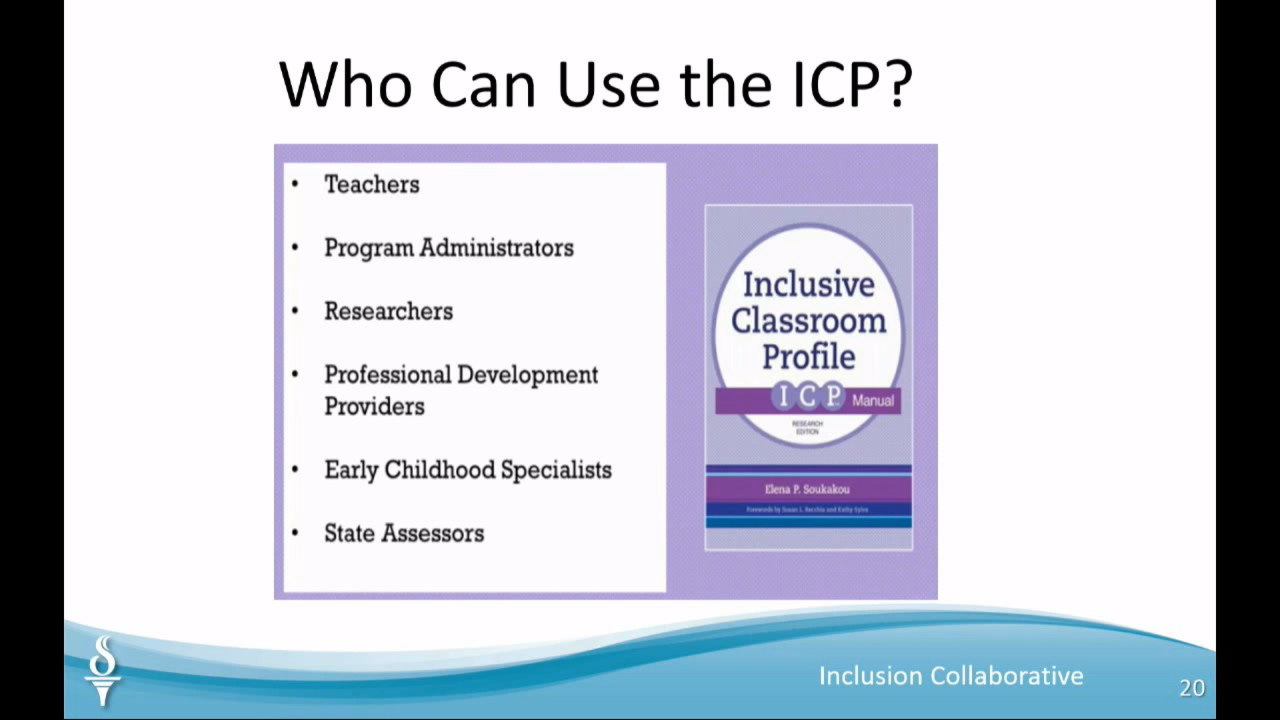 Who Can Use the ICP?
• Teachers
• Program Administrators
• Researchers
• Professional Development
Providers
• Early Childhood Specialists
• State Assessors
Inclusive
Classroom
Profile
ICP Manual
RESEARCH
EDITION
Elena P. Soukakou
Forewords by Susan L. Recchia and Kathy Sylva
Inclusion Collaborative
20